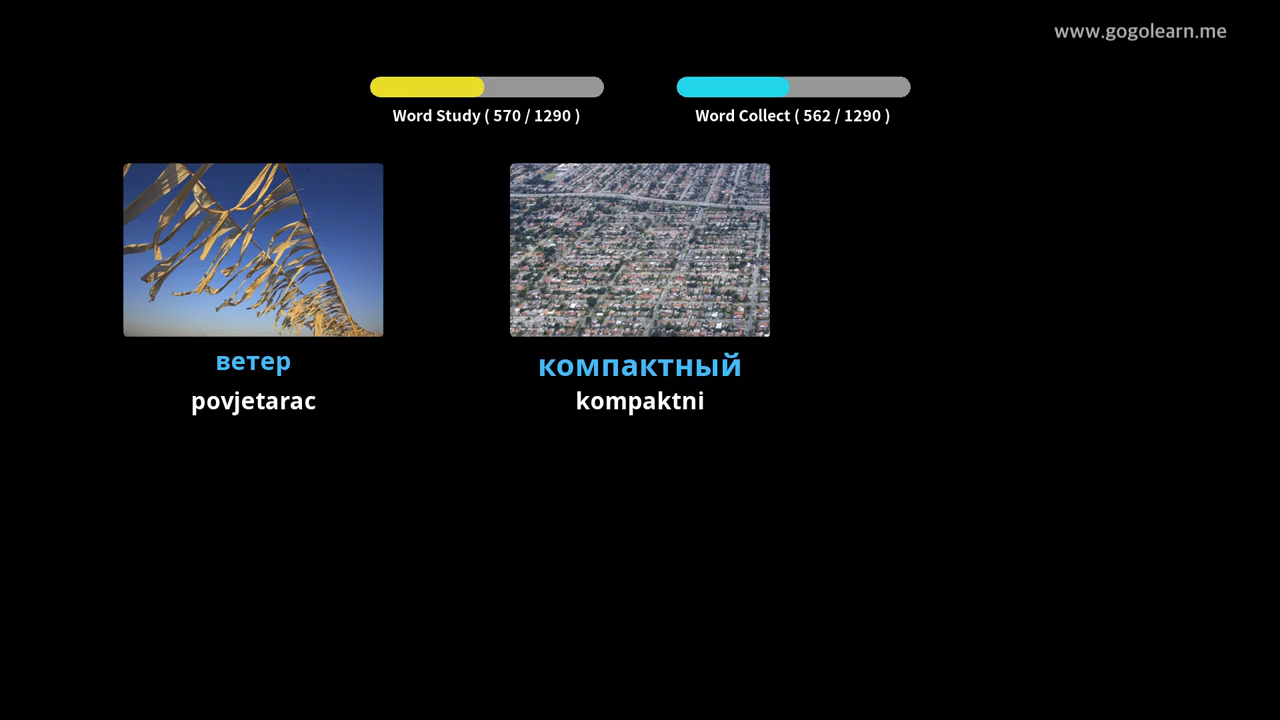 www.gogolearn.me
Word Study ( 570 / 1290 )
Word Collect ( 562 / 1290 )
ветер
povjetarac
компактный
kompaktni